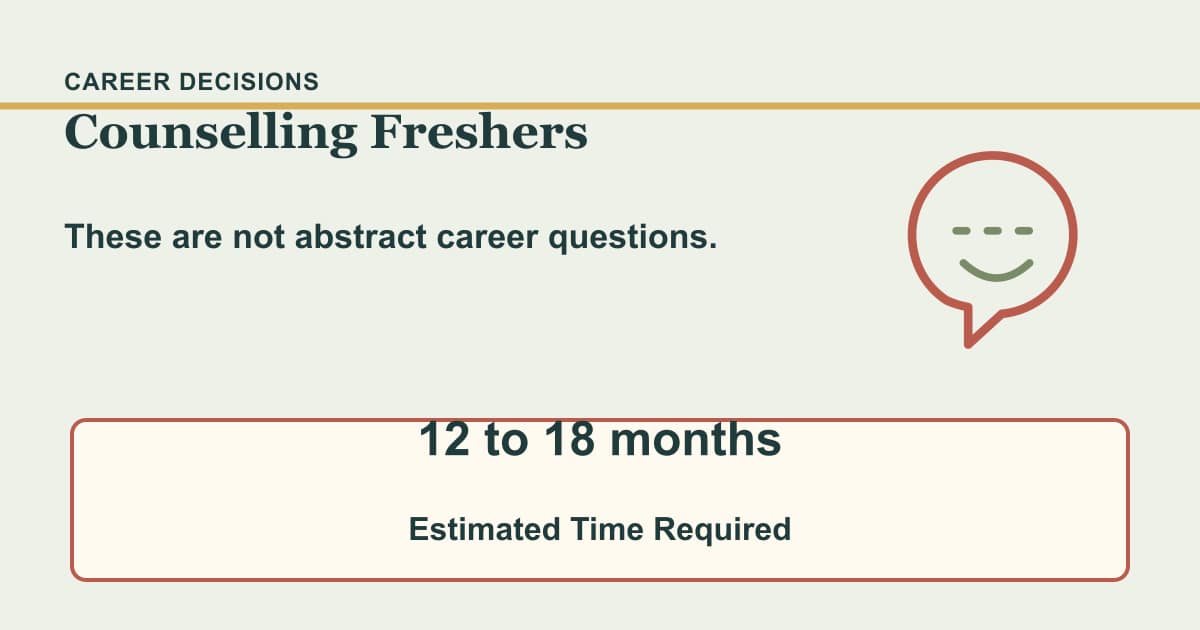 CAREER DECISIONS
Counselling Freshers
These are not abstract career questions.
12 to 18 months
Estimated Time Required